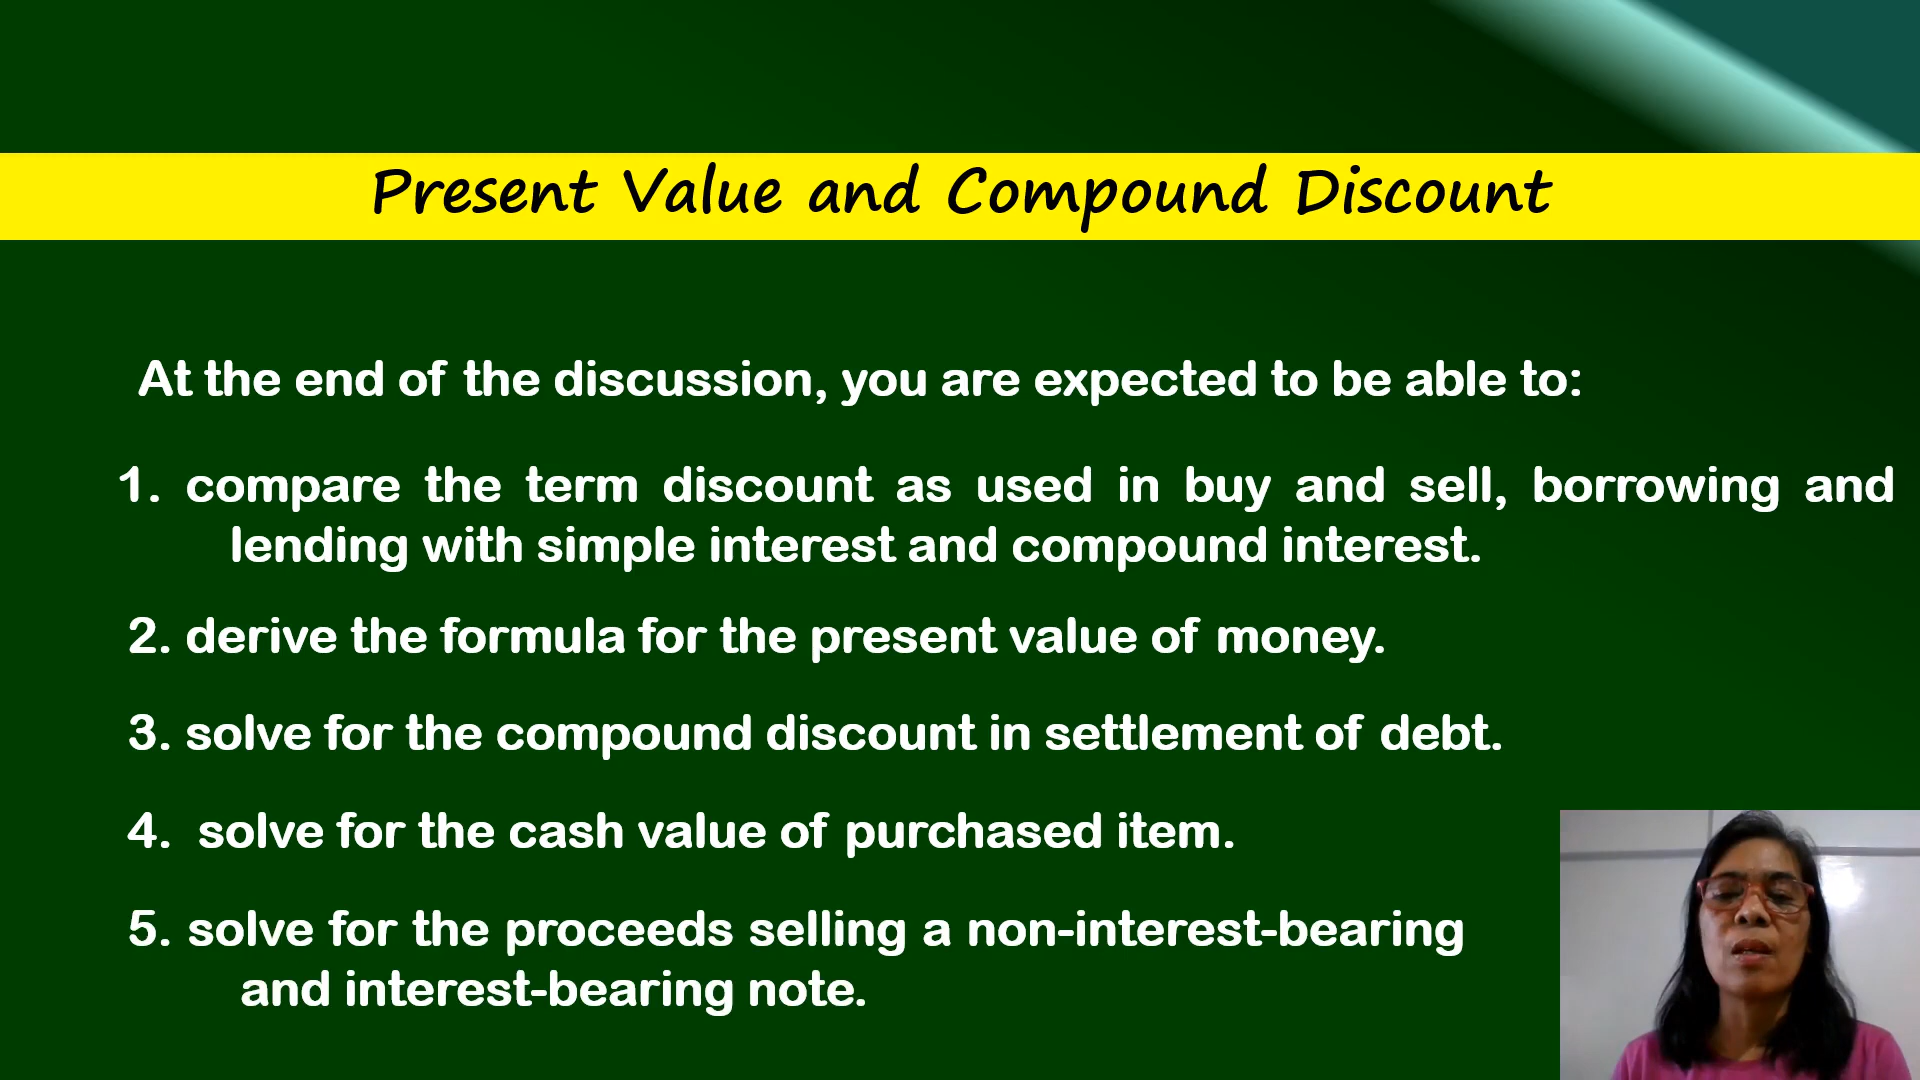 Present Value and Compound Discount
At the end of the discussion, you are expected to be able to:
1. compare the term discount as used in buy and sell, borrowing and
lending with simple interest and compound interest.
2. derive the formula for the present value of money.
3. solve for the compound discount in settlement of debt.
4. solve for the cash value of purchased item.
5. solve for the proceeds selling a non-interest-bearing
and interest-bearing note.